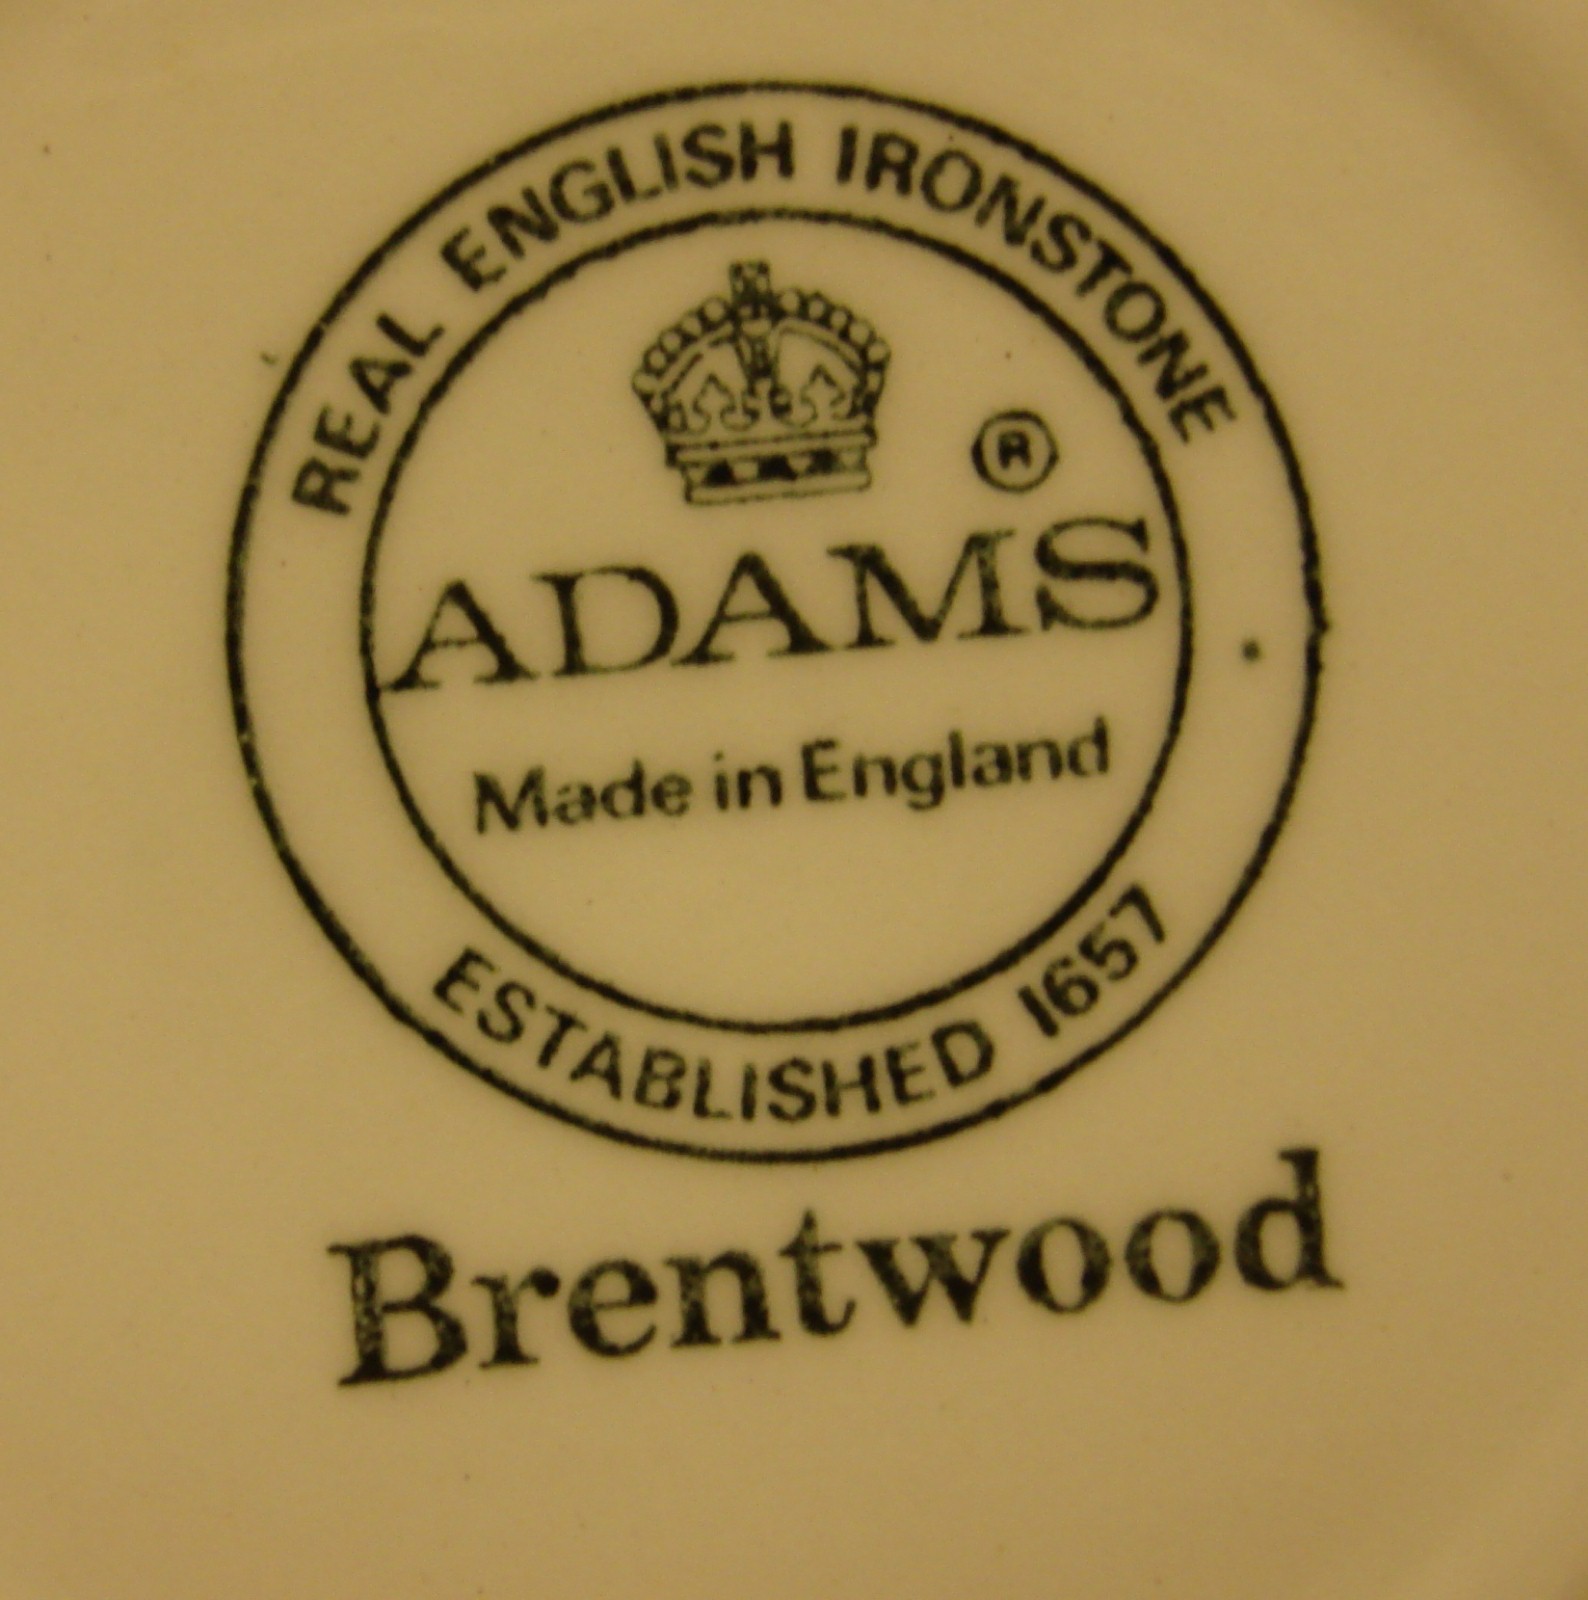 REAL ENGLISH IRONSTONE
®
ADAMS
Made in England
ESTABLISHED 1657
Brentwood